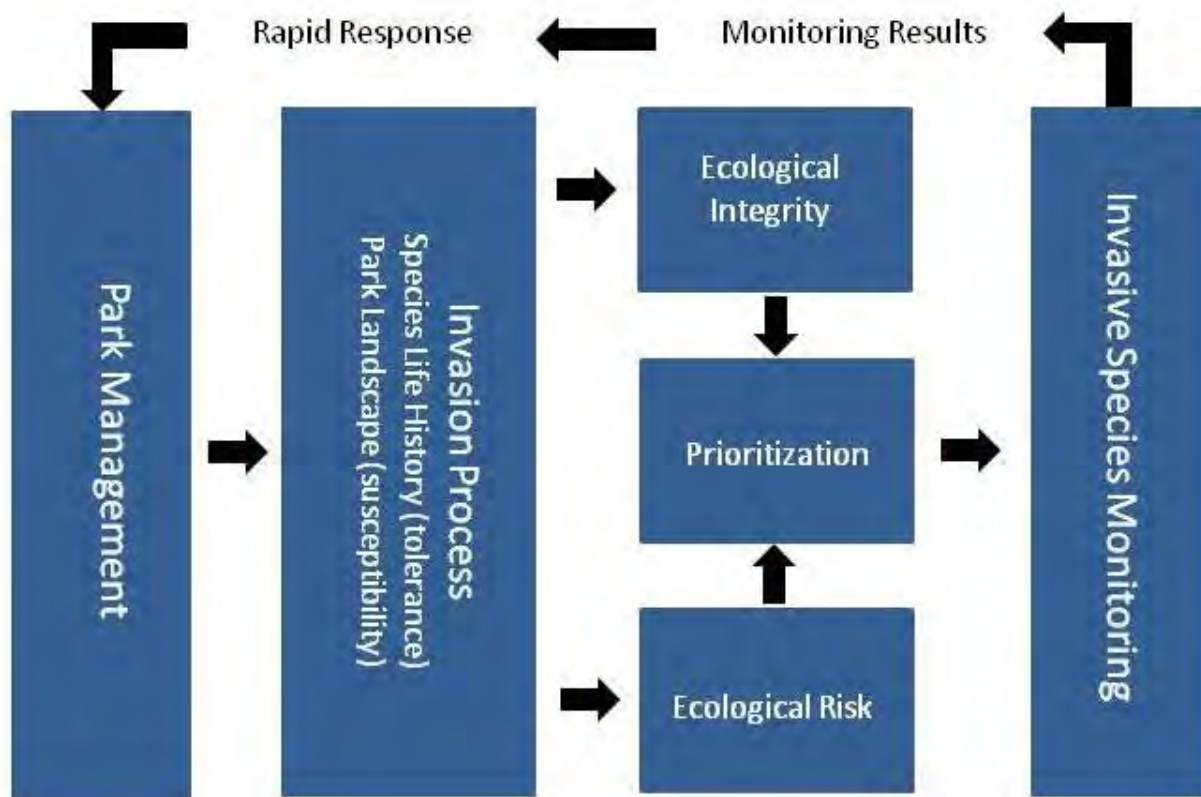 Rapid Response
Monitoring Results
Park Management
Invasion Process
Species Life History (tolerance)
Park Landscape (susceptibility)
Ecological
Integrity
Prioritization
Ecological Risk
Invasive Species Monitoring